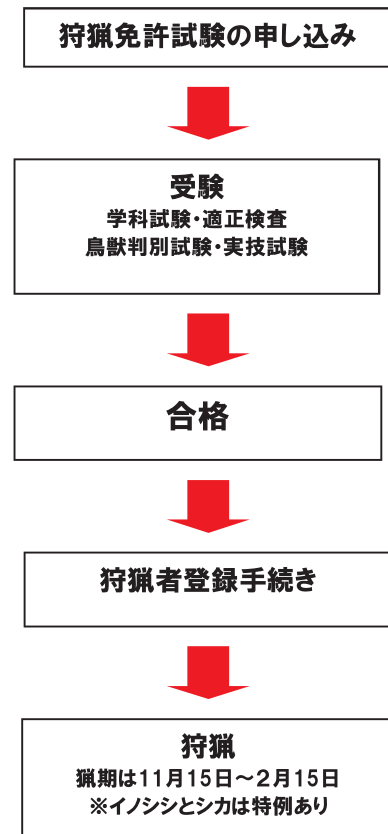 狩猟免許試験の申し込み
受験
学科試験・適正検査
鳥獣判別試験・実技試験
合格
狩猟者登録手続き
狩猟
猟期は11月15日～2月15日
※イノシシとシカは特例あり